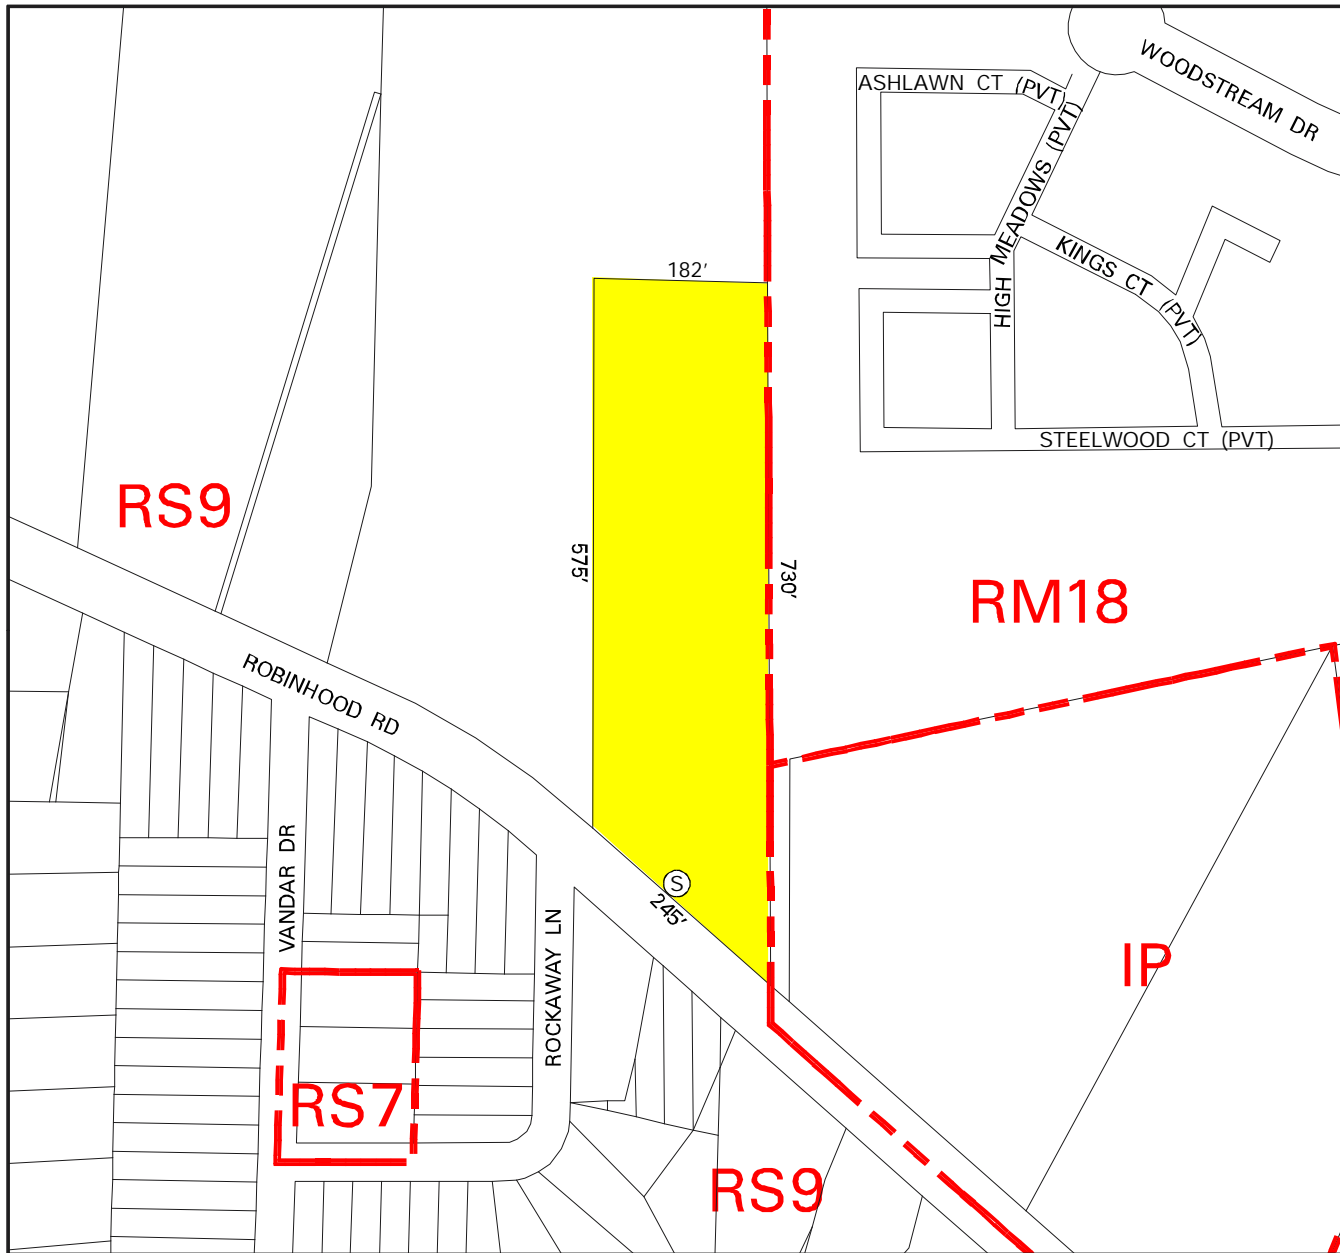 WOODSTREAM DR
ASHLAWN CT (PVT)
HIGH MEADOWS (PVT)
KINGS CT (PVT)
182'
STEELWOOD CT (PVT)
RS9
575'
730'
RM18
ROBINHOOD RD
VANDAR DR
S
245'
ROCKAWAY LN
IP
RS7
RS9